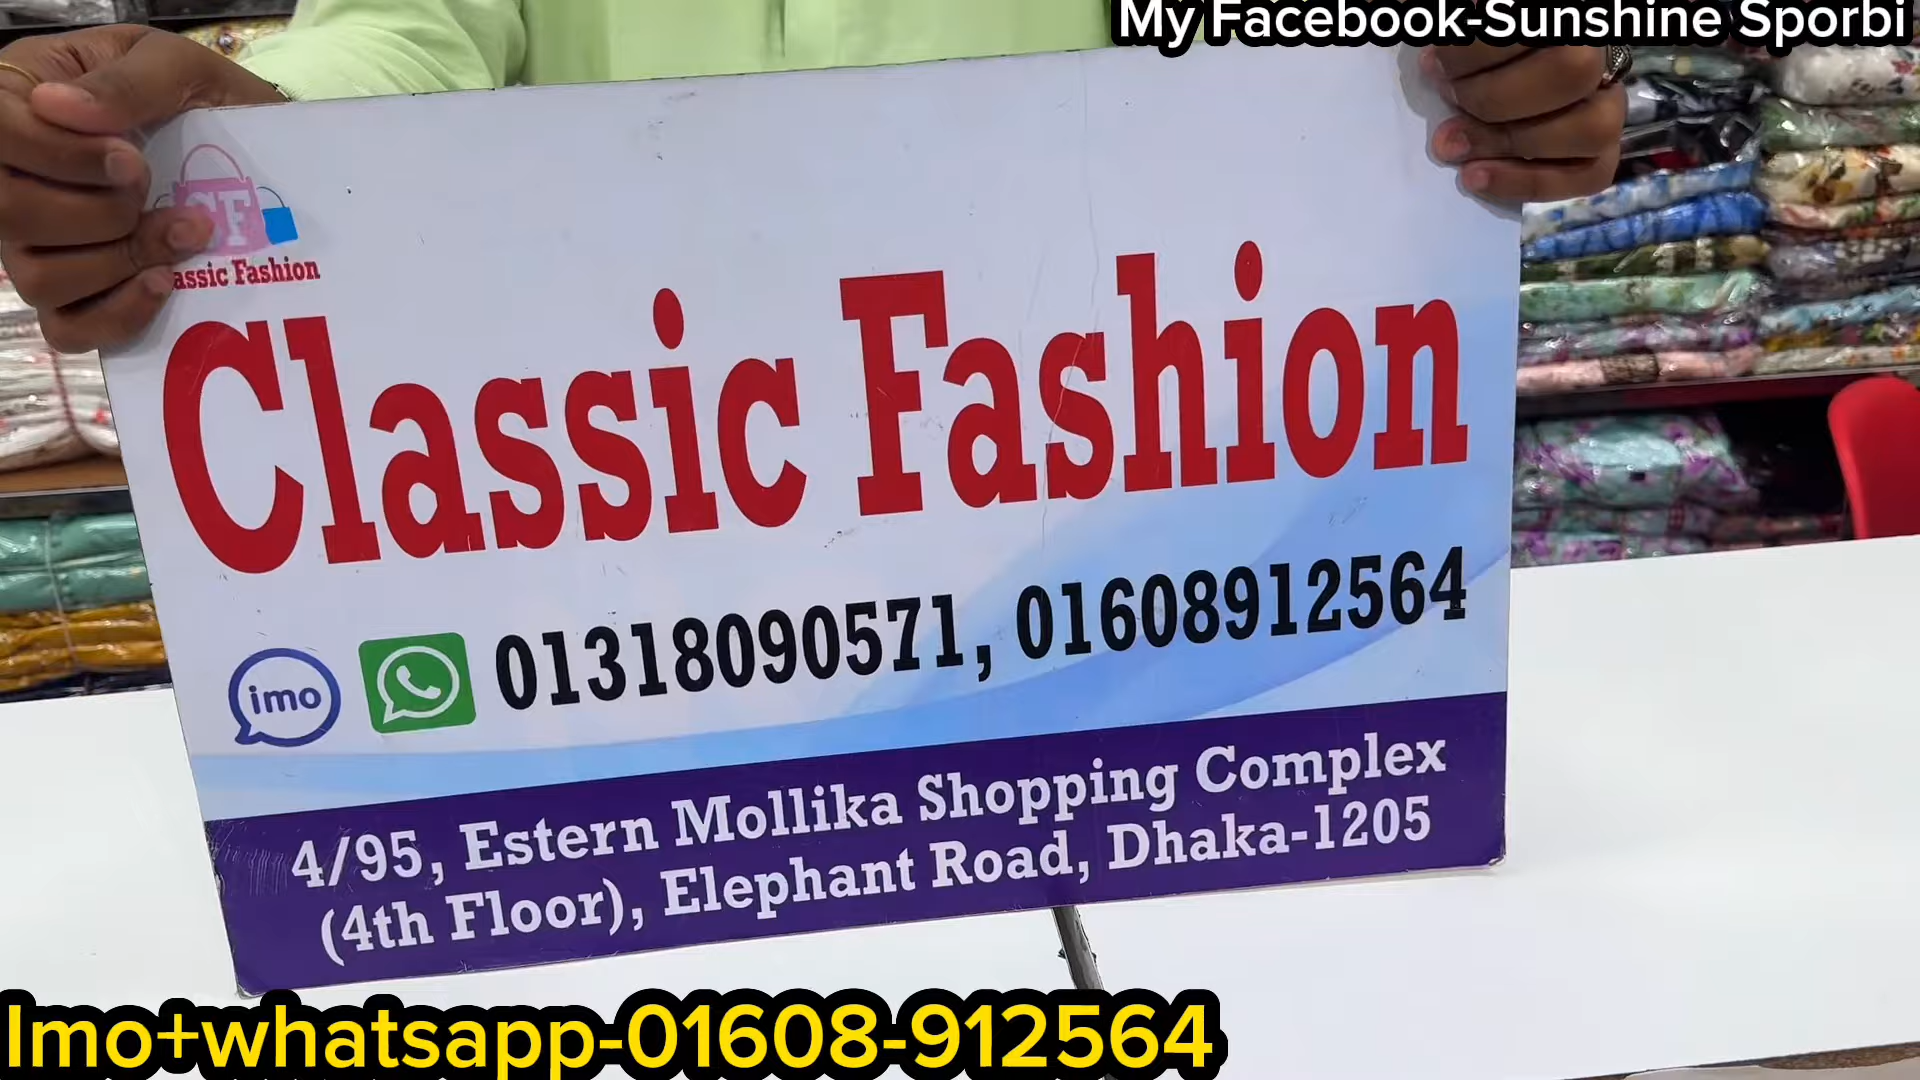 My Facebook-Sunshine Sporbi
CF
assic Fashion
Classic Fashion
imo
01318090571, 01608912564
4/95, Estern Mollika Shopping Complex
(4th Floor), Elephant Road, Dhaka-1205
Imo+whatsapp-01608-912564